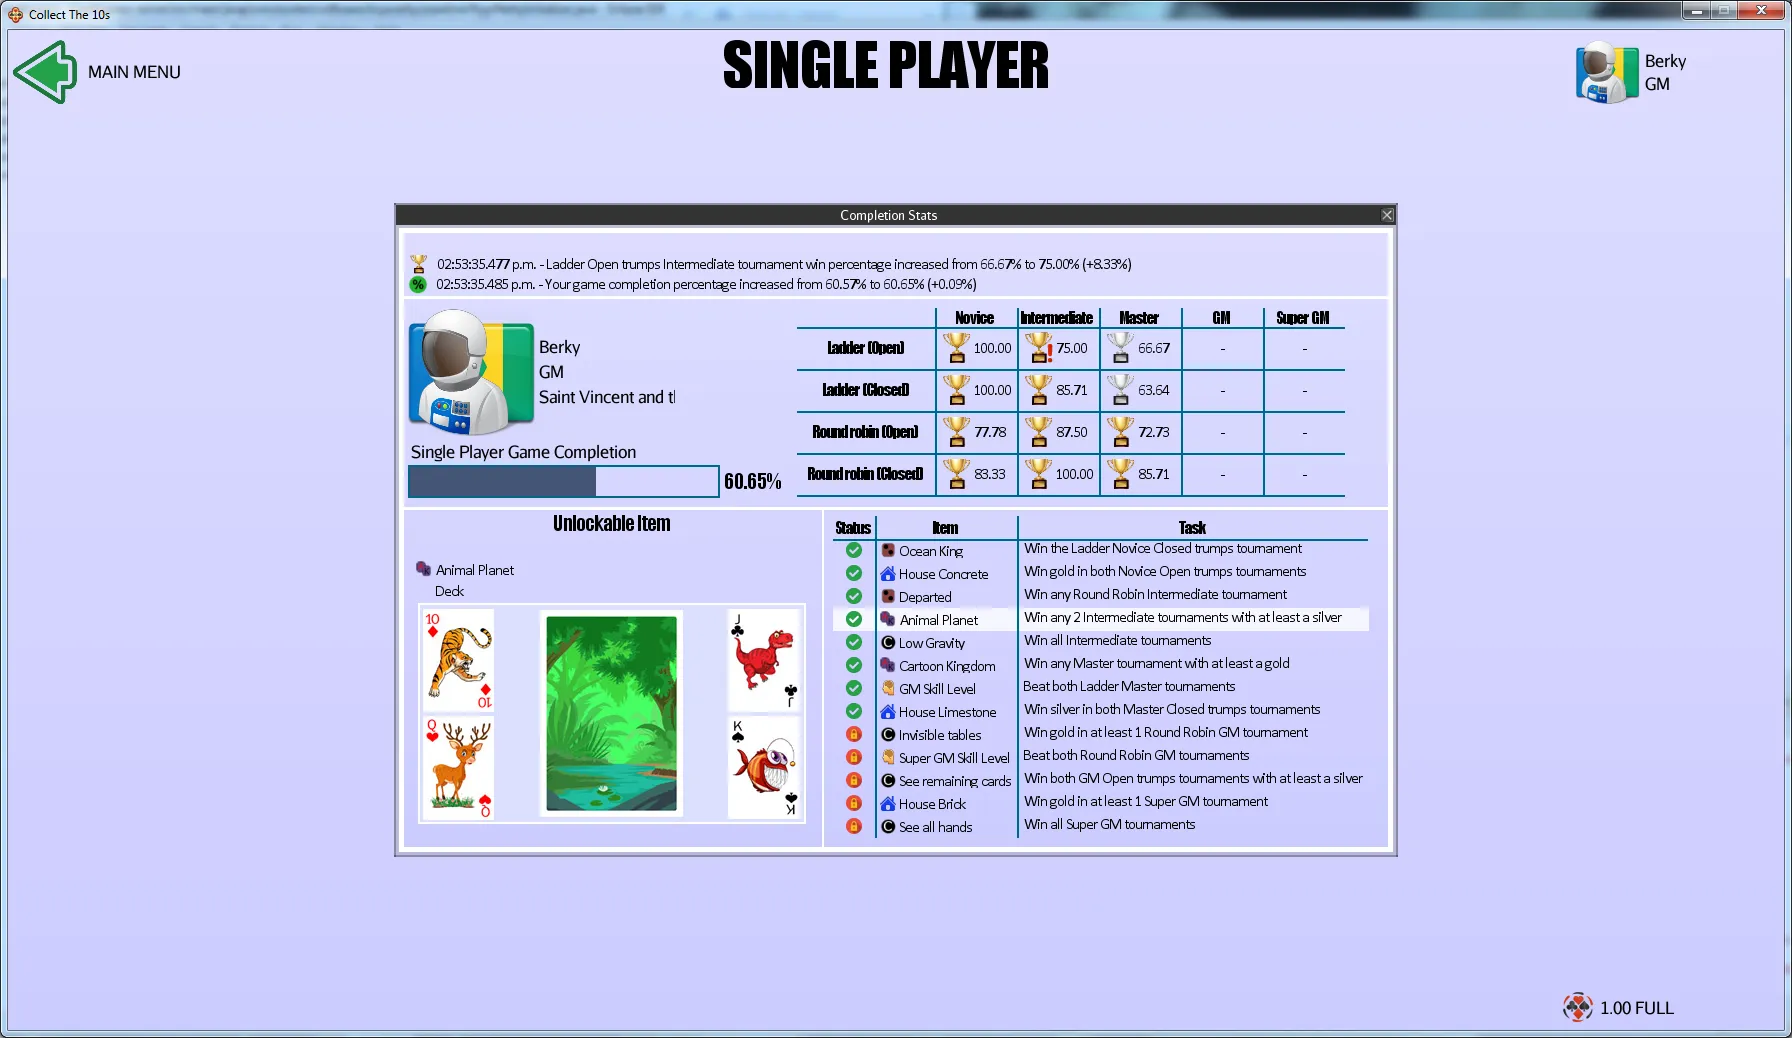 Collect The 10s
MAIN MENU
SINGLE PLAYER
Berky
GM
Completion Stats
02:53:35.477 p.m. - Ladder Open trumps Intermediate tournament win percentage increased from 66.67% to 75.00% (+8.33%)
% 02:53:35.485 p.m. - Your game completion percentage increased from 60.57% to 60.65% (+0.09%)
Berky
GM
Saint Vincent and tl
Single Player Game Completion
60.65%
Novice Intermediate Master GM Super GM
Ladder (Open) 100.00 75.00 66.67 - -
Ladder (Closed) 100.00 85.71 63.64 - -
Round robin (Open) 77.78 87.50 72.73 - -
Round robin (Closed) 83.33 100.00 85.71 - -
Unlockable Item
Animal Planet
Deck
10
10
J
J
Q
Q
K
K
Status Item Task
Ocean King Win the Ladder Novice Closed trumps tournament
House Concrete Win gold in both Novice Open trumps tournaments
Departed Win any Round Robin Intermediate tournament
Animal Planet Win any 2 Intermediate tournaments with at least a silver
C Low Gravity Win all Intermediate tournaments
Cartoon Kingdom Win any Master tournament with at least a gold
GM Skill Level Beat both Ladder Master tournaments
House Limestone Win silver in both Master Closed trumps tournaments
C Invisible tables Win gold in at least 1 Round Robin GM tournament
Super GM Skill Level Beat both Round Robin GM tournaments
C See remaining cards Win both GM Open trumps tournaments with at least a silver
House Brick Win gold in at least 1 Super GM tournament
C See all hands Win all Super GM tournaments
1.00 FULL